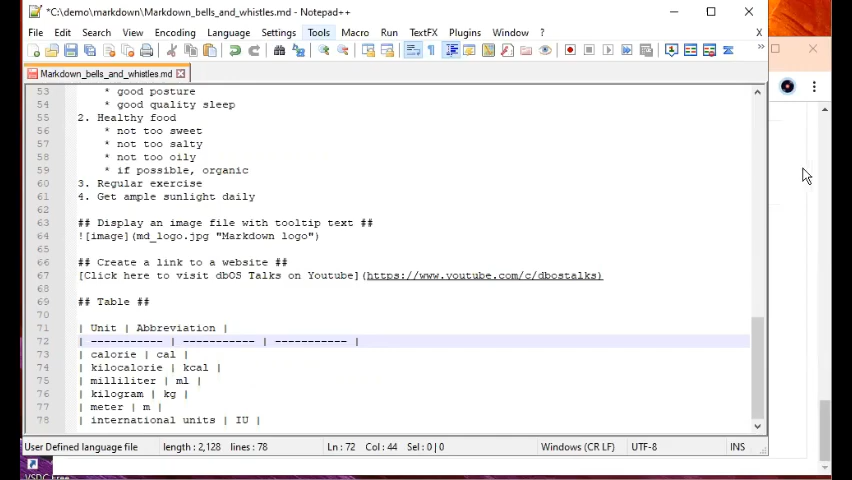 *C:\demo\markdown\Markdown_bells_and_whistles.md - Notepad++
File Edit Search View Encoding Language Settings Tools Macro Run TextFX Plugins Window ? X
Markdown_bells_and_whistles.md
53 * good posture
54 * good quality sleep
55 2. Healthy food
56 * not too sweet
57 * not too salty
58 * not too oily
59 * if possible, organic
60 3. Regular exercise
61 4. Get ample sunlight daily
62
63 ## Display an image file with tooltip text ##
64 ![image](md_logo.jpg "Markdown logo")
65
66 ## Create a link to a website ##
67 [Click here to visit dbOS Talks on Youtube](https://www.youtube.com/c/dbostalks)
68
69 ## Table ##
70
71 | Unit | Abbreviation |
72 | ----------- | ----------- | ----------- |
73 | calorie | cal |
74 | kilocalorie | kcal |
75 | milliliter | ml |
76 | kilogram | kg |
77 | meter | m |
78 | international units | IU |
User Defined language file length : 2,128 lines : 78 Ln : 72 Col : 44 Sel : 0 | 0 Windows (CR LF) UTF-8 INS
VSDC Free